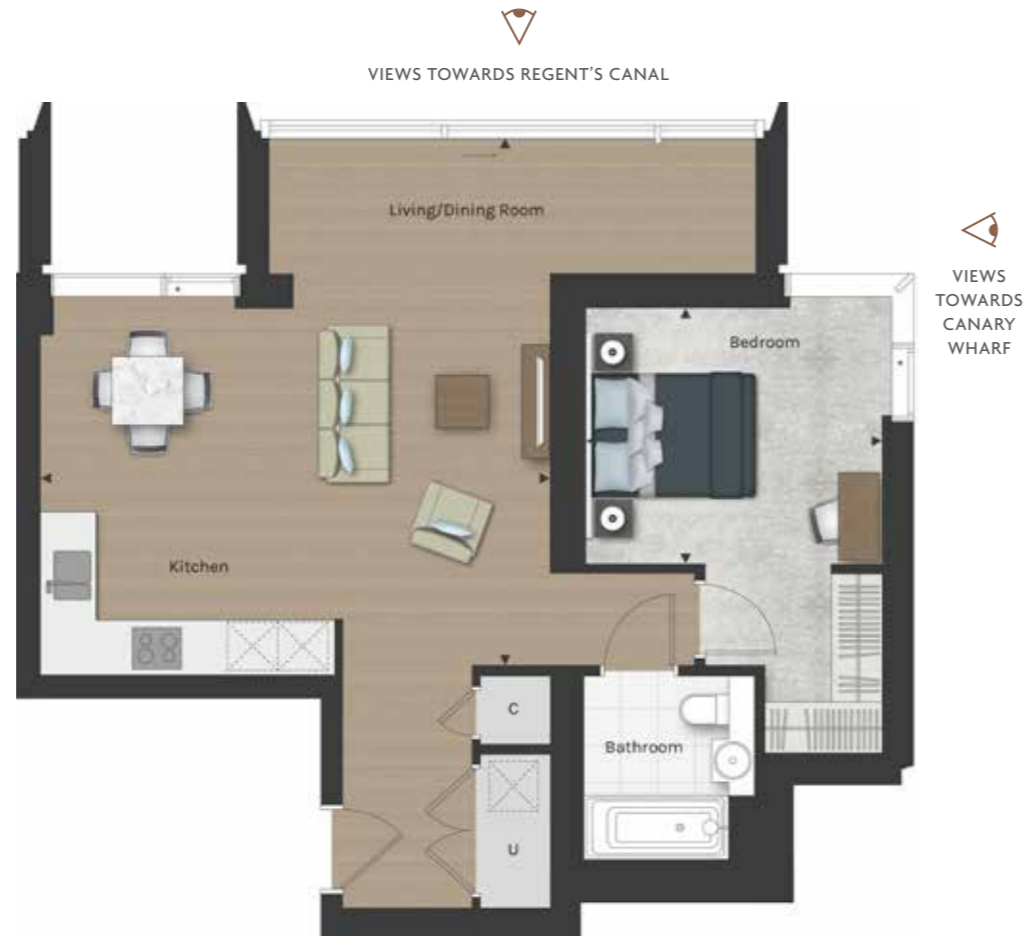 VIEWS TOWARDS REGENT'S CANAL
Living/Dining Room
VIEWS
TOWARDS
CANARY
WHARF
Bedroom
Kitchen
C
Bathroom
U